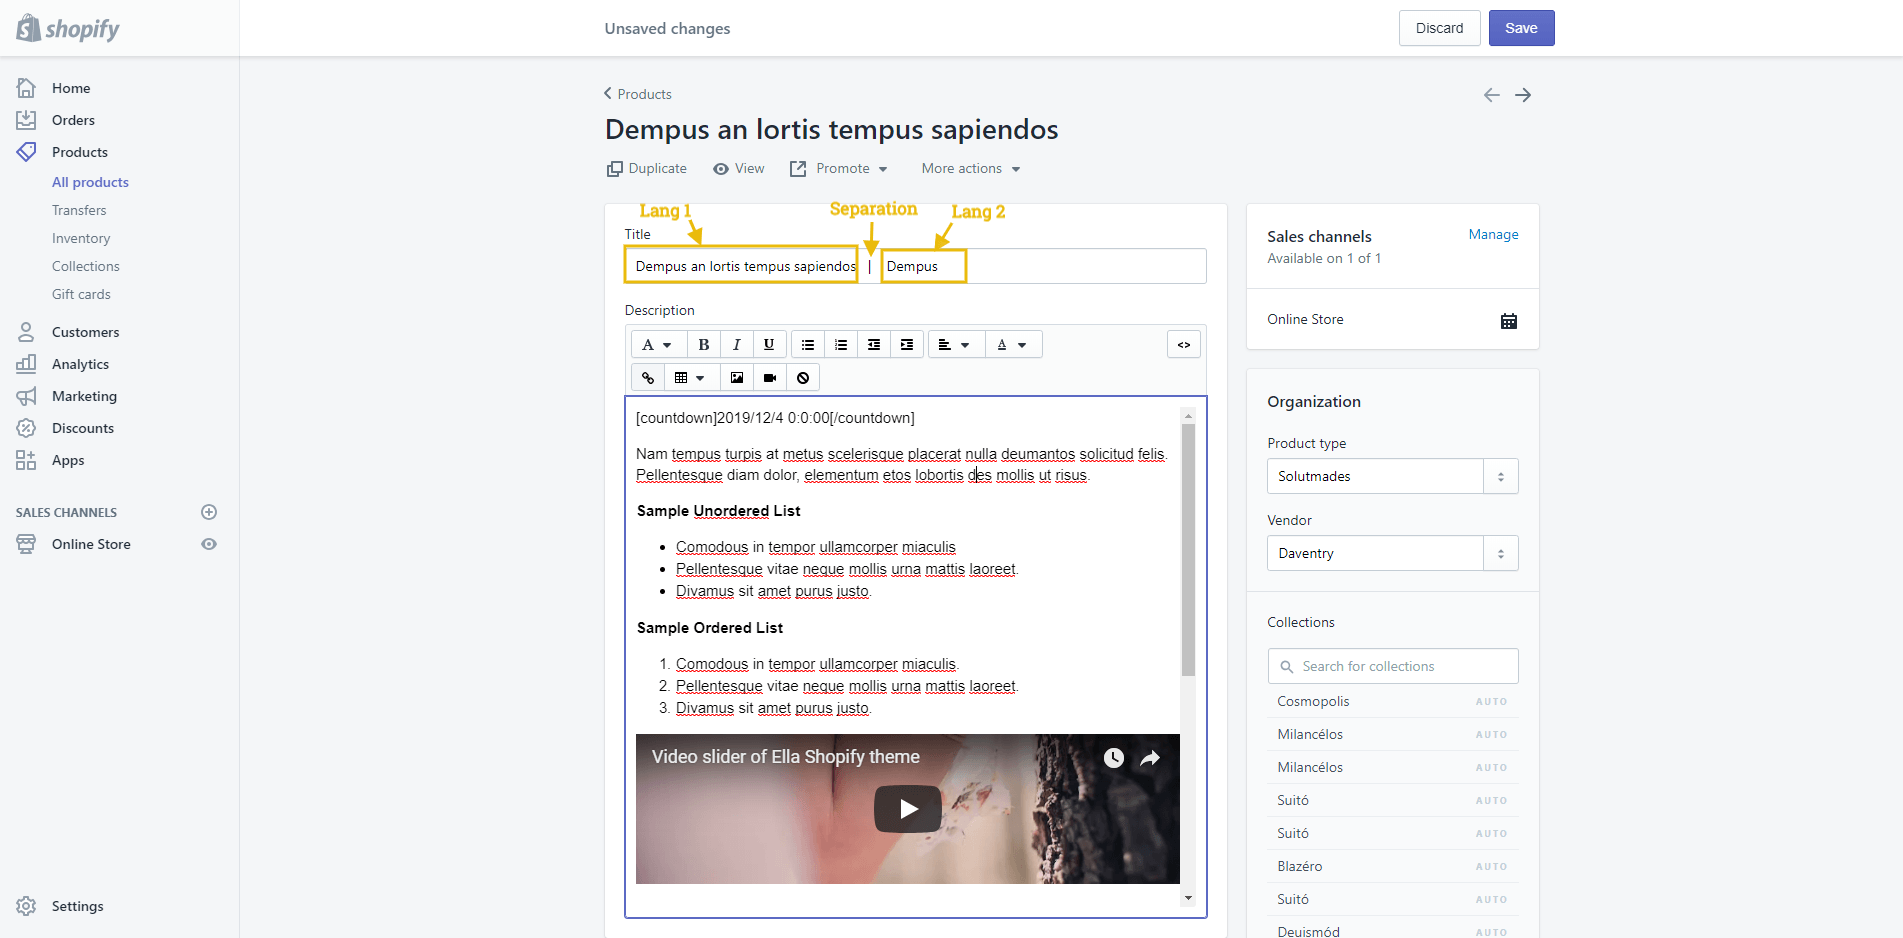 shopify
Unsaved changes
Discard
Save
Home
Orders
Products
All products
Transfers
Inventory
Collections
Gift cards
Customers
Analytics
Marketing
Discounts
Apps
SALES CHANNELS
Online Store
Settings
Products
Dempus an lortis tempus sapiendos
Duplicate
View
Promote
More actions
Lang 1
Separation
Lang 2
Title
Dempus an lortis tempus sapiendos | Dempus
Description
A B I U A <>
[countdown]2019/12/4 0:0:00[/countdown]
Nam tempus turpis at metus scelerisque placerat nulla deumantos solicitud felis.
Pellentesque diam dolor, elementum etos lobortis des mollis ut risus.
Sample Unordered List
• Comodous in tempor ullamcorper miaculis
• Pellentesque vitae neque mollis urna mattis laoreet.
• Divamus sit amet purus justo.
Sample Ordered List
1. Comodous in tempor ullamcorper miaculis.
2. Pellentesque vitae neque mollis urna mattis laoreet.
3. Divamus sit amet purus justo.
Video slider of Ella Shopify theme
Sales channels
Manage
Available on 1 of 1
Online Store
Organization
Product type
Solutmades
Vendor
Daventry
Collections
Search for collections
Cosmopolis AUTO
Milancélos AUTO
Milancélos AUTO
Suitó AUTO
Suitó AUTO
Blazéro AUTO
Suitó AUTO
Deuismód AUTO